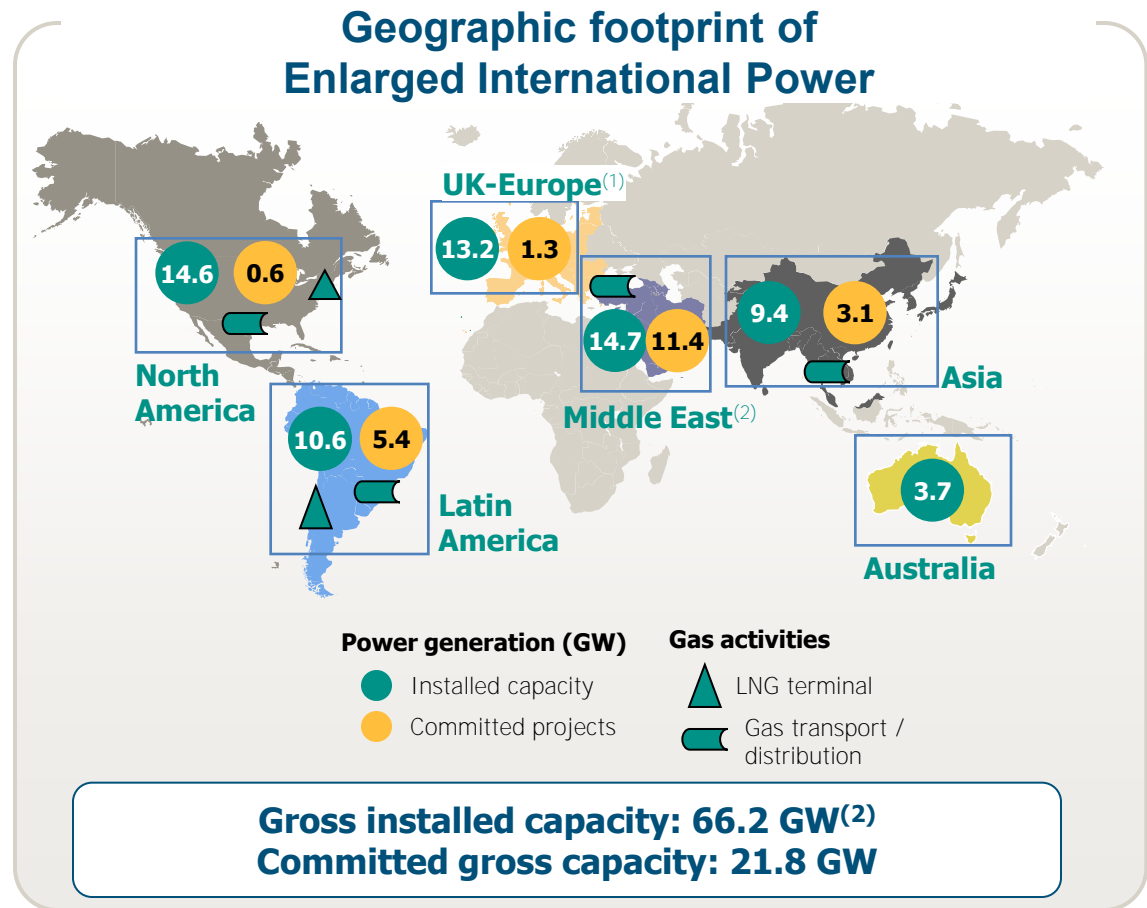 Geographic footprint of
Enlarged International Power
UK-Europe(1)
13.2
1.3
14.6
0.6
North
America
14.7
11.4
Middle East(2)
9.4
3.1
Asia
10.6
5.4
Latin
America
3.7
Australia
Power generation (GW)
Installed capacity
Committed projects
Gas activities
LNG terminal
Gas transport /
distribution
Gross installed capacity: 66.2 GW(2)
Committed gross capacity: 21.8 GW